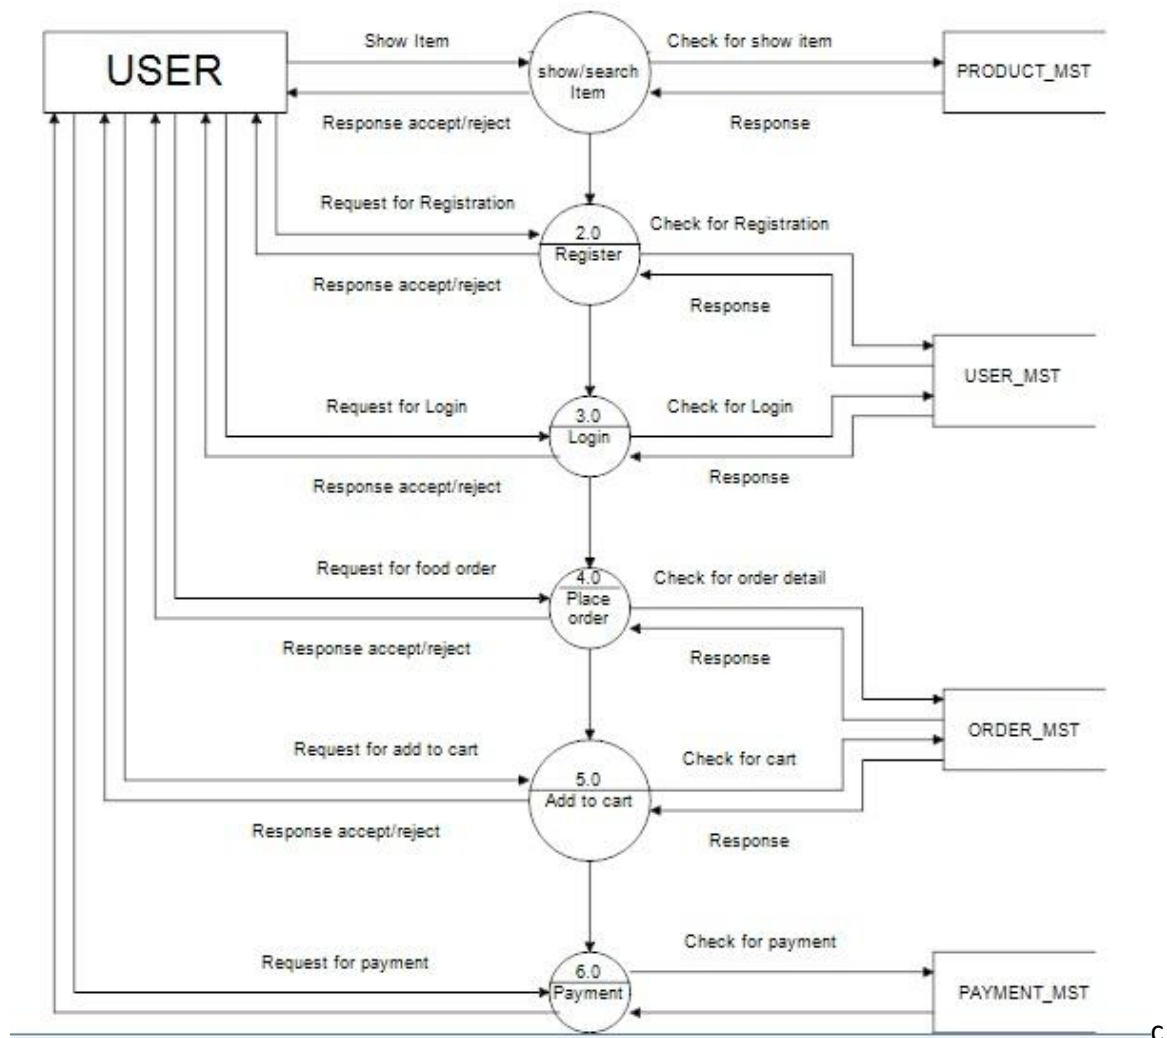 USER
Show Item
show/search
Item
Check for show item
PRODUCT_MST
Response accept/reject
Response
Request for Registration
2.0
Register
Check for Registration
Response accept/reject
Response
USER_MST
Request for Login
3.0
Login
Check for Login
Response accept/reject
Response
Request for food order
4.0
Place
order
Check for order detail
Response accept/reject
Response
ORDER_MST
Request for add to cart
5.0
Add to cart
Check for cart
Response accept/reject
Response
Check for payment
Request for payment
6.0
Payment
PAYMENT_MST
c